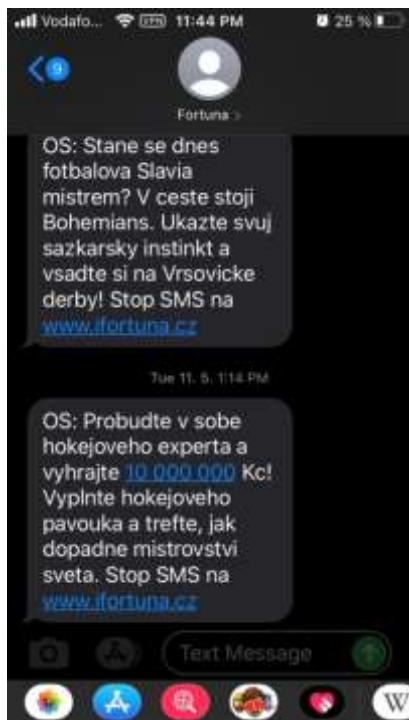 Vodafo... VPN 11:44 PM 25 %
9
Fortuna >
OS: Stane se dnes
fotbalova Slavia
mistrem? V ceste stoji
Bohemians. Ukazte svuj
sazkarsky instinkt a
vsadte si na Vrsovicke
derby! Stop SMS na
www.ifortuna.cz
Tue 11. 5. 1:14 PM
OS: Probudte v sobe
hokejoveho experta a
vyhrajte 10 000 000 Kc!
Vyplnte hokejoveho
pavouka a trefte, jak
dopadne mistrovstvi
sveta. Stop SMS na
www.ifortuna.cz
Text Message
W